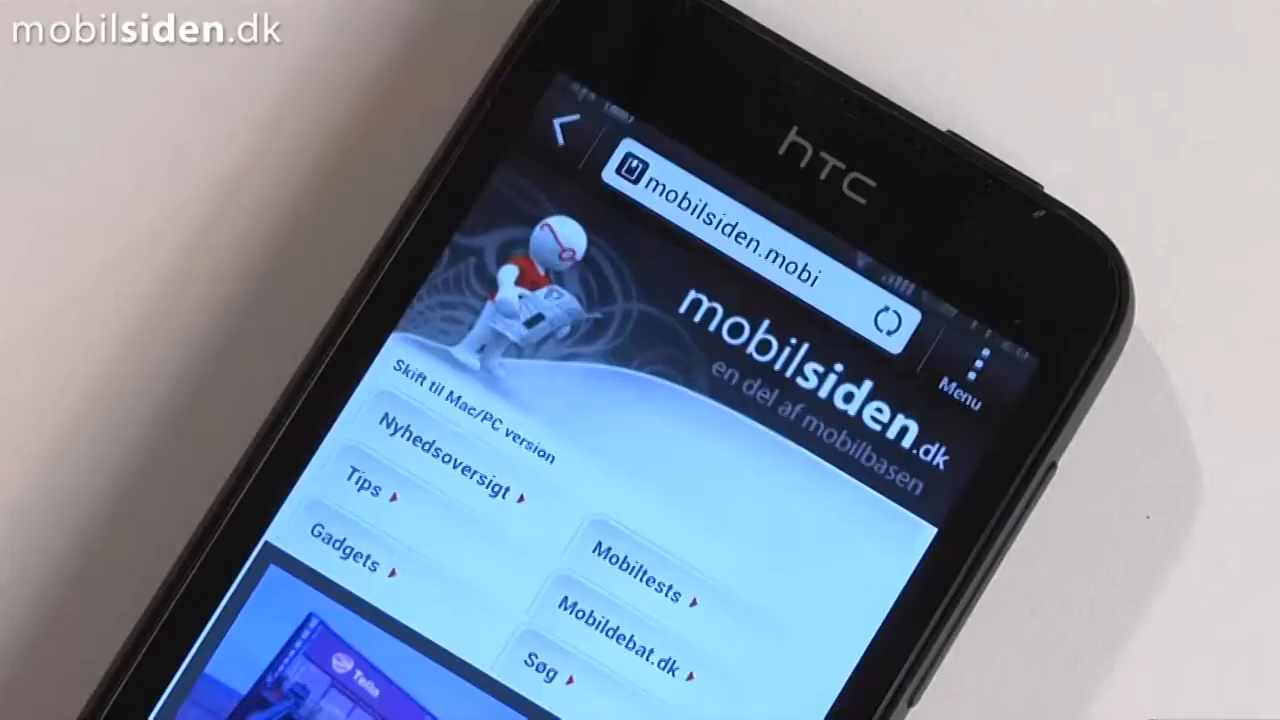 mobilsiden.dk
hTC
mobilsiden.mobi
Menu
mobilsiden.dk
en del af mobilbasen
Skift til Mac/PC version
Nyhedsoversigt
Tips
Gadgets
Mobiltests
Mobildebat.dk
Søg
Telia